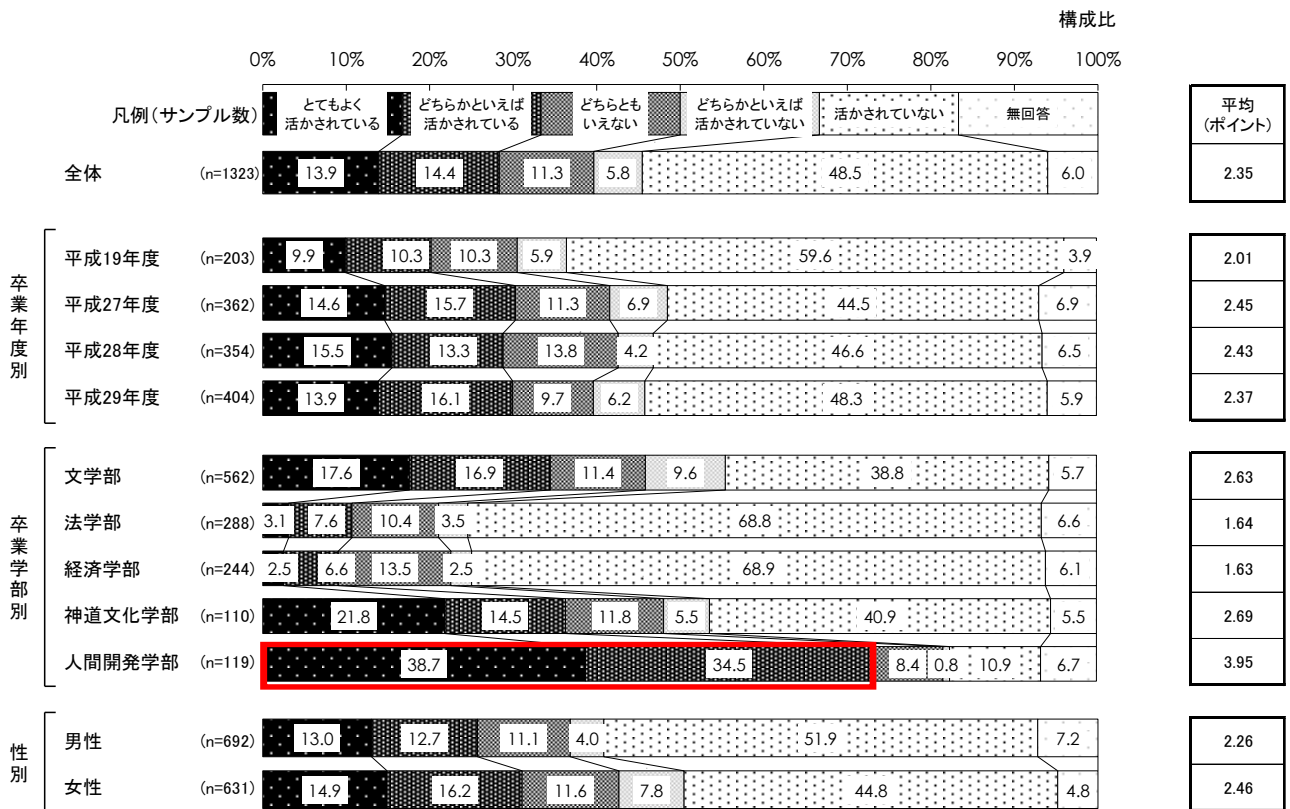 構成比
0% 10% 20% 30% 40% 50% 60% 70% 80% 90% 100%
凡例(サンプル数)
とてもよく
活かされている
どちらかといえば
活かされている
どちらとも
いえない
どちらかといえば
活かされていない
活かされていない
無回答
平均
(ポイント)
全体 (n=1323) 13.9 14.4 11.3 5.8 48.5 6.0 2.35
卒業年度別
平成19年度 (n=203) 9.9 10.3 10.3 5.9 59.6 3.9 2.01
平成27年度 (n=362) 14.6 15.7 11.3 6.9 44.5 6.9 2.45
平成28年度 (n=354) 15.5 13.3 13.8 4.2 46.6 6.5 2.43
平成29年度 (n=404) 13.9 16.1 9.7 6.2 48.3 5.9 2.37
卒業学部別
文学部 (n=562) 17.6 16.9 11.4 9.6 38.8 5.7 2.63
法学部 (n=288) 3.1 7.6 10.4 3.5 68.8 6.6 1.64
経済学部 (n=244) 2.5 6.6 13.5 2.5 68.9 6.1 1.63
神道文化学部 (n=110) 21.8 14.5 11.8 5.5 40.9 5.5 2.69
人間開発学部 (n=119) 38.7 34.5 8.4 0.8 10.9 6.7 3.95
性別
男性 (n=692) 13.0 12.7 11.1 4.0 51.9 7.2 2.26
女性 (n=631) 14.9 16.2 11.6 7.8 44.8 4.8 2.46